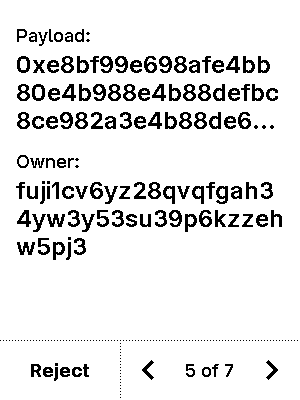 Payload:
0xe8bf99e698afe4bb
80e4b988e4b88defbc
8ce982a3e4b88de6...
Owner:
fuji1cv6yz28qvqfgah3
4yw3y53su39p6kzzeh
w5pj3
Reject
5 of 7